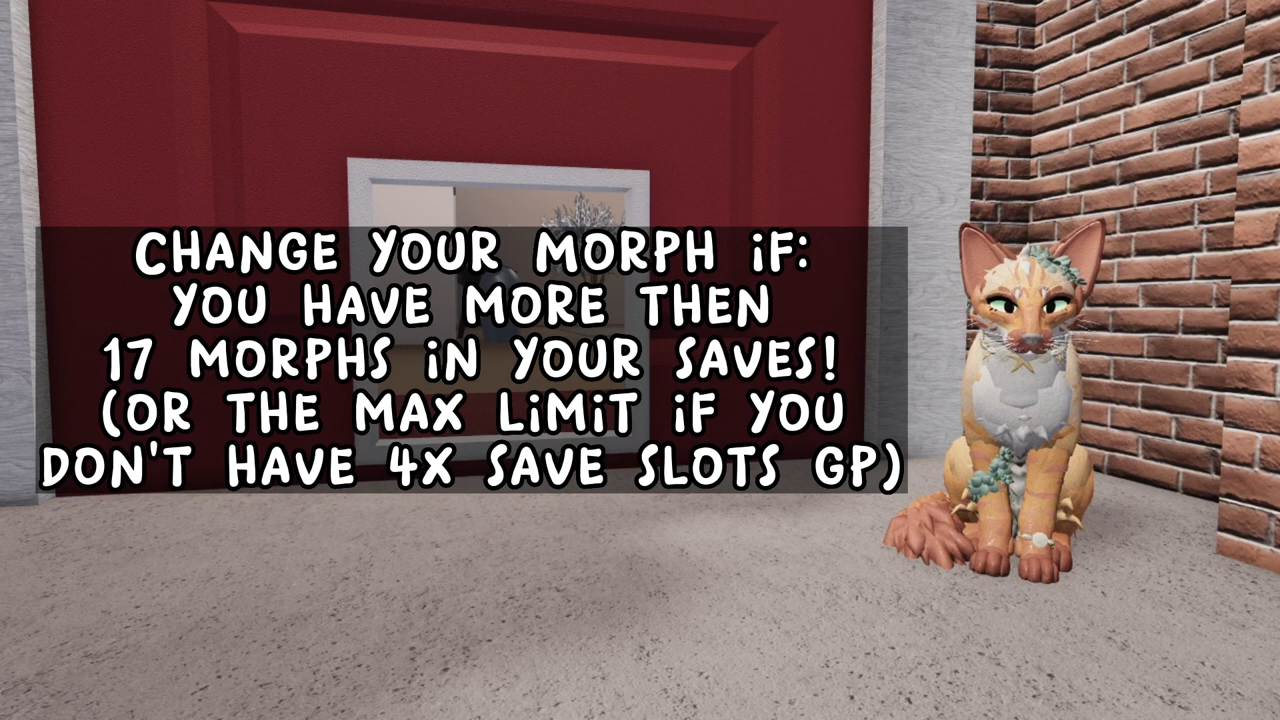 CHANGE YOUR MORPH iF:
YOU HAVE MORE THEN
17 MORPHS iN YOUR SAVES!
(OR THE MAX LiMiT iF YOU
DON'T HAVE 4X SAVE SLOTS GP)